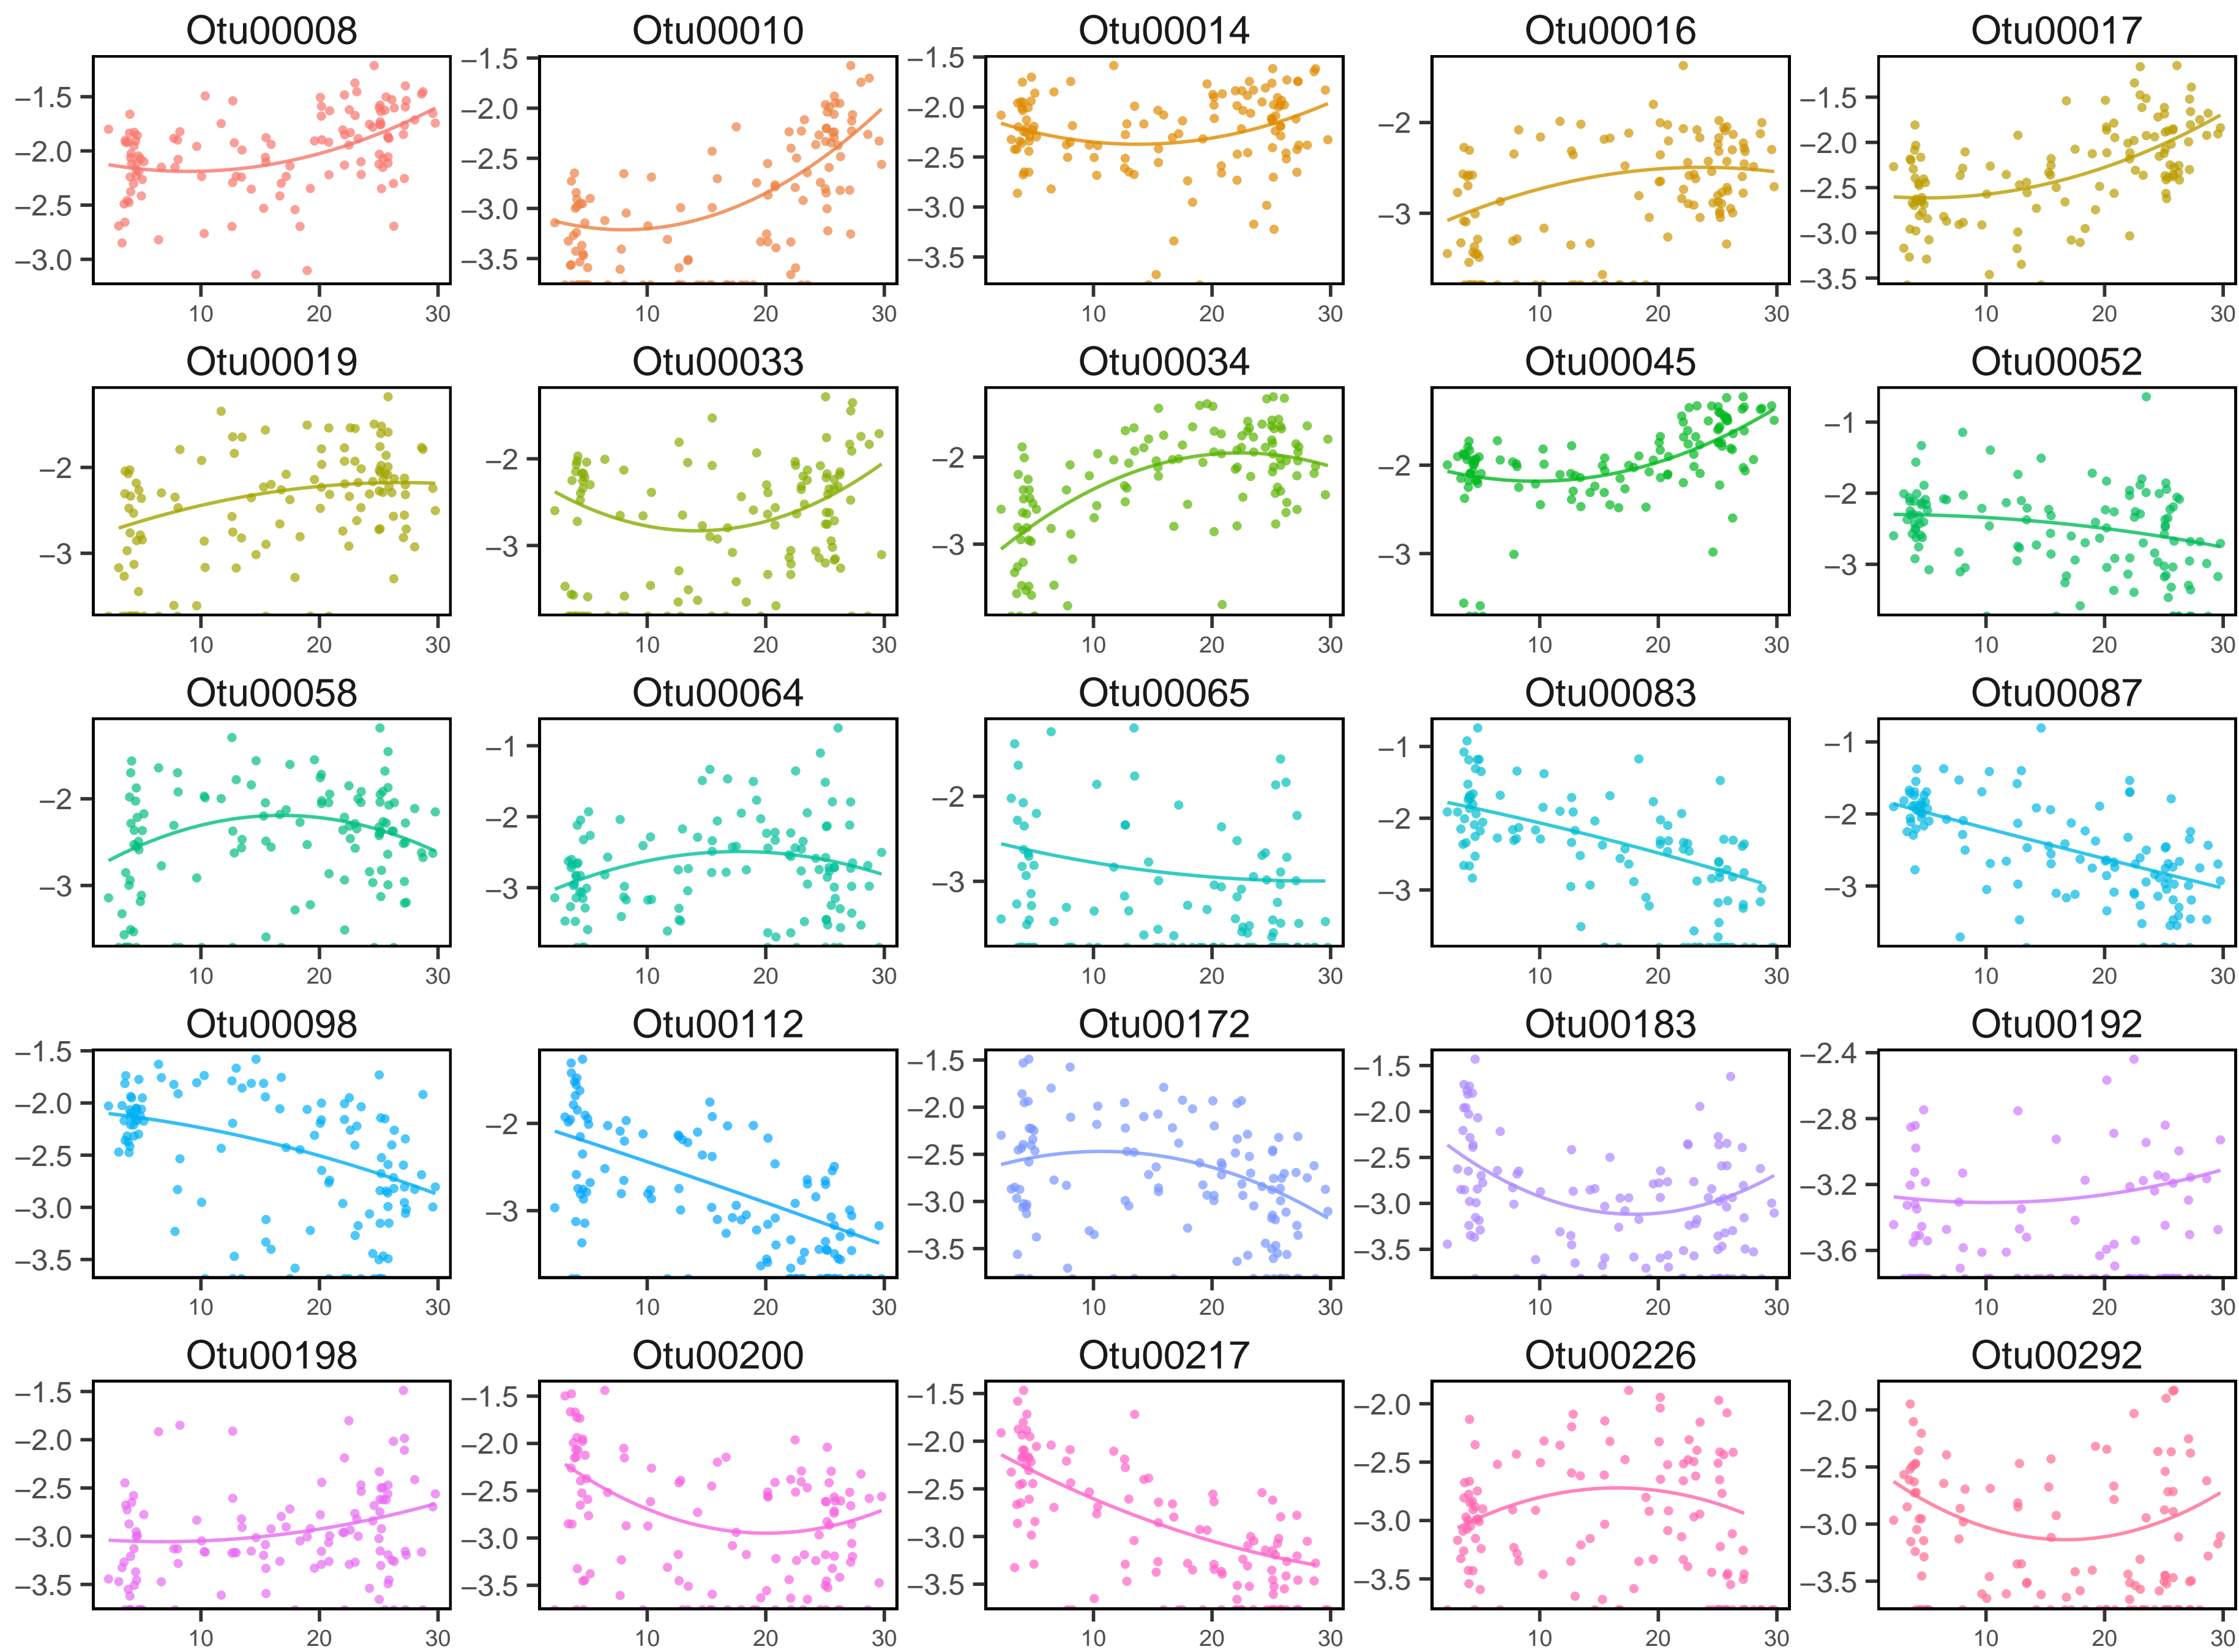 Otu00008 Otu00010 Otu00014 Otu00016 Otu00017
−1.5 −2.0 −2.5 −3.0
−1.5 −2.0 −2.5 −3.0 −3.5
−1.5 −2.0 −2.5 −3.0 −3.5
−2 −3
−1.5 −2.0 −2.5 −3.0 −3.5
10 20 30 10 20 30 10 20 30 10 20 30 10 20 30
Otu00019 Otu00033 Otu00034 Otu00045 Otu00052
−2 −3
−2 −3
−2 −3
−2 −3
−1 −2 −3
10 20 30 10 20 30 10 20 30 10 20 30 10 20 30
Otu00058 Otu00064 Otu00065 Otu00083 Otu00087
−2 −3
−1 −2 −3
−2 −3
−1 −2 −3
−1 −2 −3
10 20 30 10 20 30 10 20 30 10 20 30 10 20 30
Otu00098 Otu00112 Otu00172 Otu00183 Otu00192
−1.5 −2.0 −2.5 −3.0 −3.5
−2 −3
−1.5 −2.0 −2.5 −3.0 −3.5
−1.5 −2.0 −2.5 −3.0 −3.5
−2.4 −2.8 −3.2 −3.6
10 20 30 10 20 30 10 20 30 10 20 30 10 20 30
Otu00198 Otu00200 Otu00217 Otu00226 Otu00292
−1.5 −2.0 −2.5 −3.0 −3.5
−1.5 −2.0 −2.5 −3.0 −3.5
−1.5 −2.0 −2.5 −3.0 −3.5
−2.0 −2.5 −3.0 −3.5
−2.0 −2.5 −3.0 −3.5
10 20 30 10 20 30 10 20 30 10 20 30 10 20 30